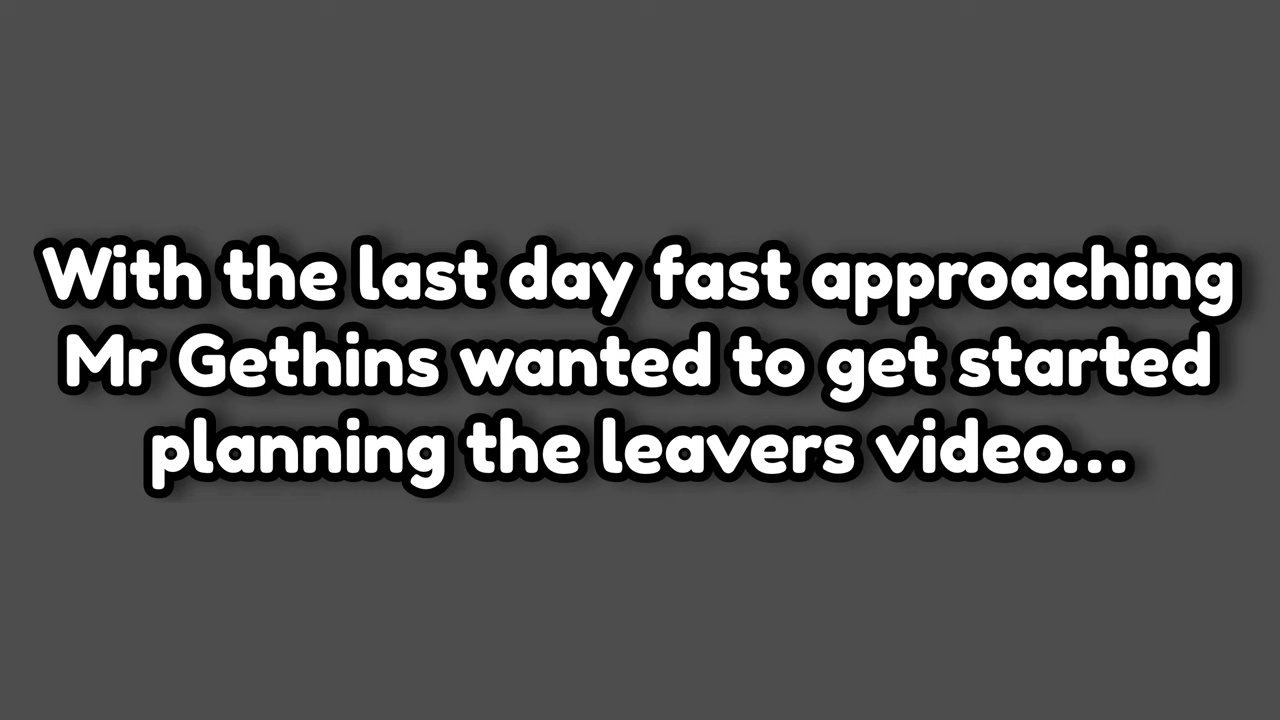 With the last day fast approaching
Mr Gethins wanted to get started
planning the leavers video...